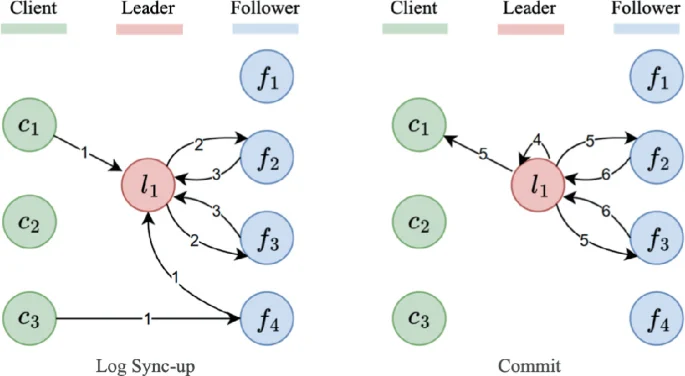 Client Leader Follower
f1
c1
1
2
f2
3
l1
c2
3
f3
2
1
c3
1
f4
Log Sync-up
Client Leader Follower
f1
c1
4
5
f2
5
6
l1
c2
6
f3
5
c3
f4
Commit